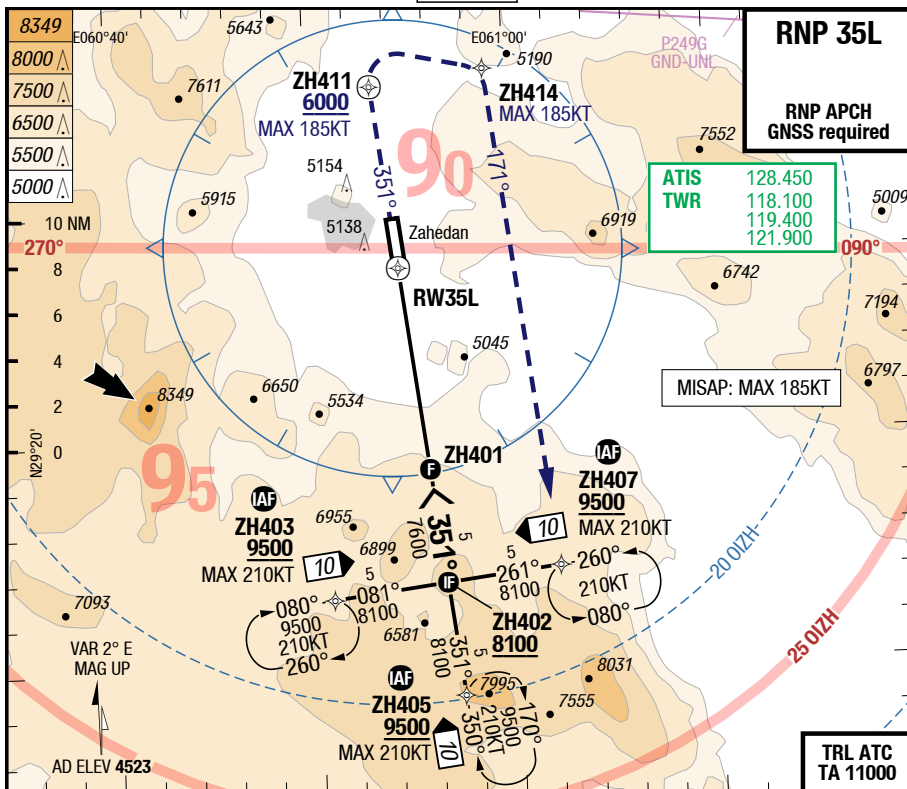 8349
8000
7500
6500
5500
5000
E060°40'
5643
7611
5915
ZH411
6000
MAX 185KT
E061°00'
5190
ZH414
MAX 185KT
P249G
GND-UNL
RNP 35L
RNP APCH
GNSS required
7552
ATIS 128.450
TWR 118.100
119.400
121.900
5009
5154
5138
351°
90
171°
Zahedan
6919
10 NM
270°
090°
8
6
4
2
0
N29°20'
RW35L
6742
7194
6797
5045
MISAP: MAX 185KT
8349
6650
5534
95
ZH401
F
IAF
ZH407
9500
MAX 210KT
10
IAF
ZH403
9500
MAX 210KT
10
6955
6899
351°
5
7600
5
081°
8100
IF
5
261°
8100
260°
210KT
080°
20 OIZH
080°
9500
210KT
260°
6581
ZH402
8100
7093
VAR 2° E
MAG UP
AD ELEV 4523
351°
5
8100
IAF
ZH405
9500
MAX 210KT
10
7995
170°
9500
210KT
350°
8031
7555
25 OIZH
TRL ATC
TA 11000